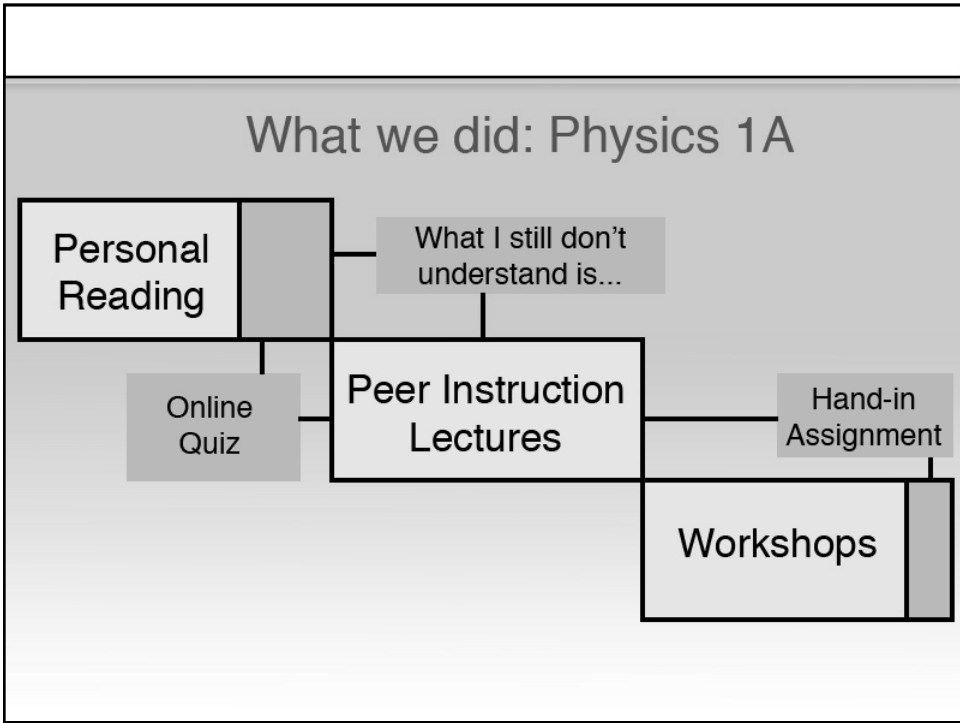 What we did: Physics 1A
Personal
Reading
What I still don’t
understand is...
Online
Quiz
Peer Instruction
Lectures
Hand-in
Assignment
Workshops